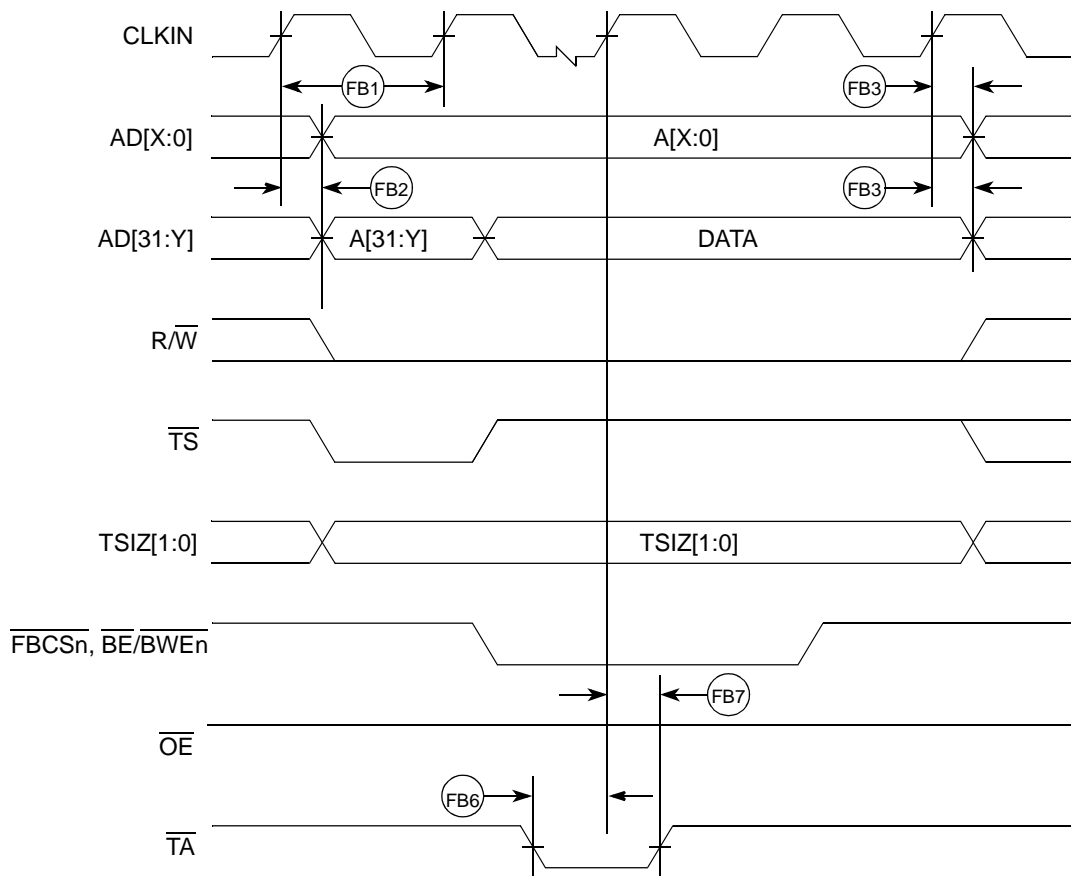 CLKIN
FB1
FB3
AD[X:0]
A[X:0]
FB2
FB3
AD[31:Y]
A[31:Y]
DATA
R/W
TS
TSIZ[1:0]
TSIZ[1:0]
FBCSn, BE/BWEn
FB7
OE
FB6
TA